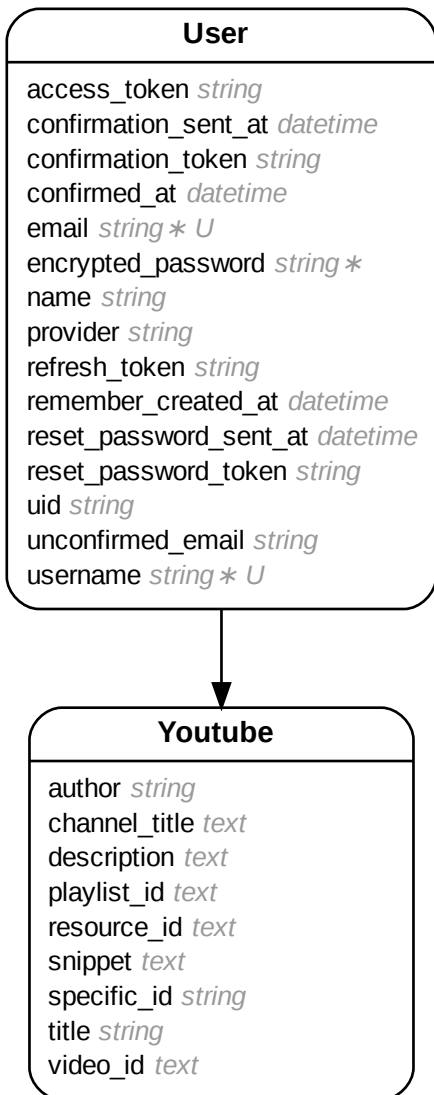 User
access_token string
confirmation_sent_at datetime
confirmation_token string
confirmed_at datetime
email string ∗ U
encrypted_password string ∗
name string
provider string
refresh_token string
remember_created_at datetime
reset_password_sent_at datetime
reset_password_token string
uid string
unconfirmed_email string
username string ∗ U
Youtube
author string
channel_title text
description text
playlist_id text
resource_id text
snippet text
specific_id string
title string
video_id text